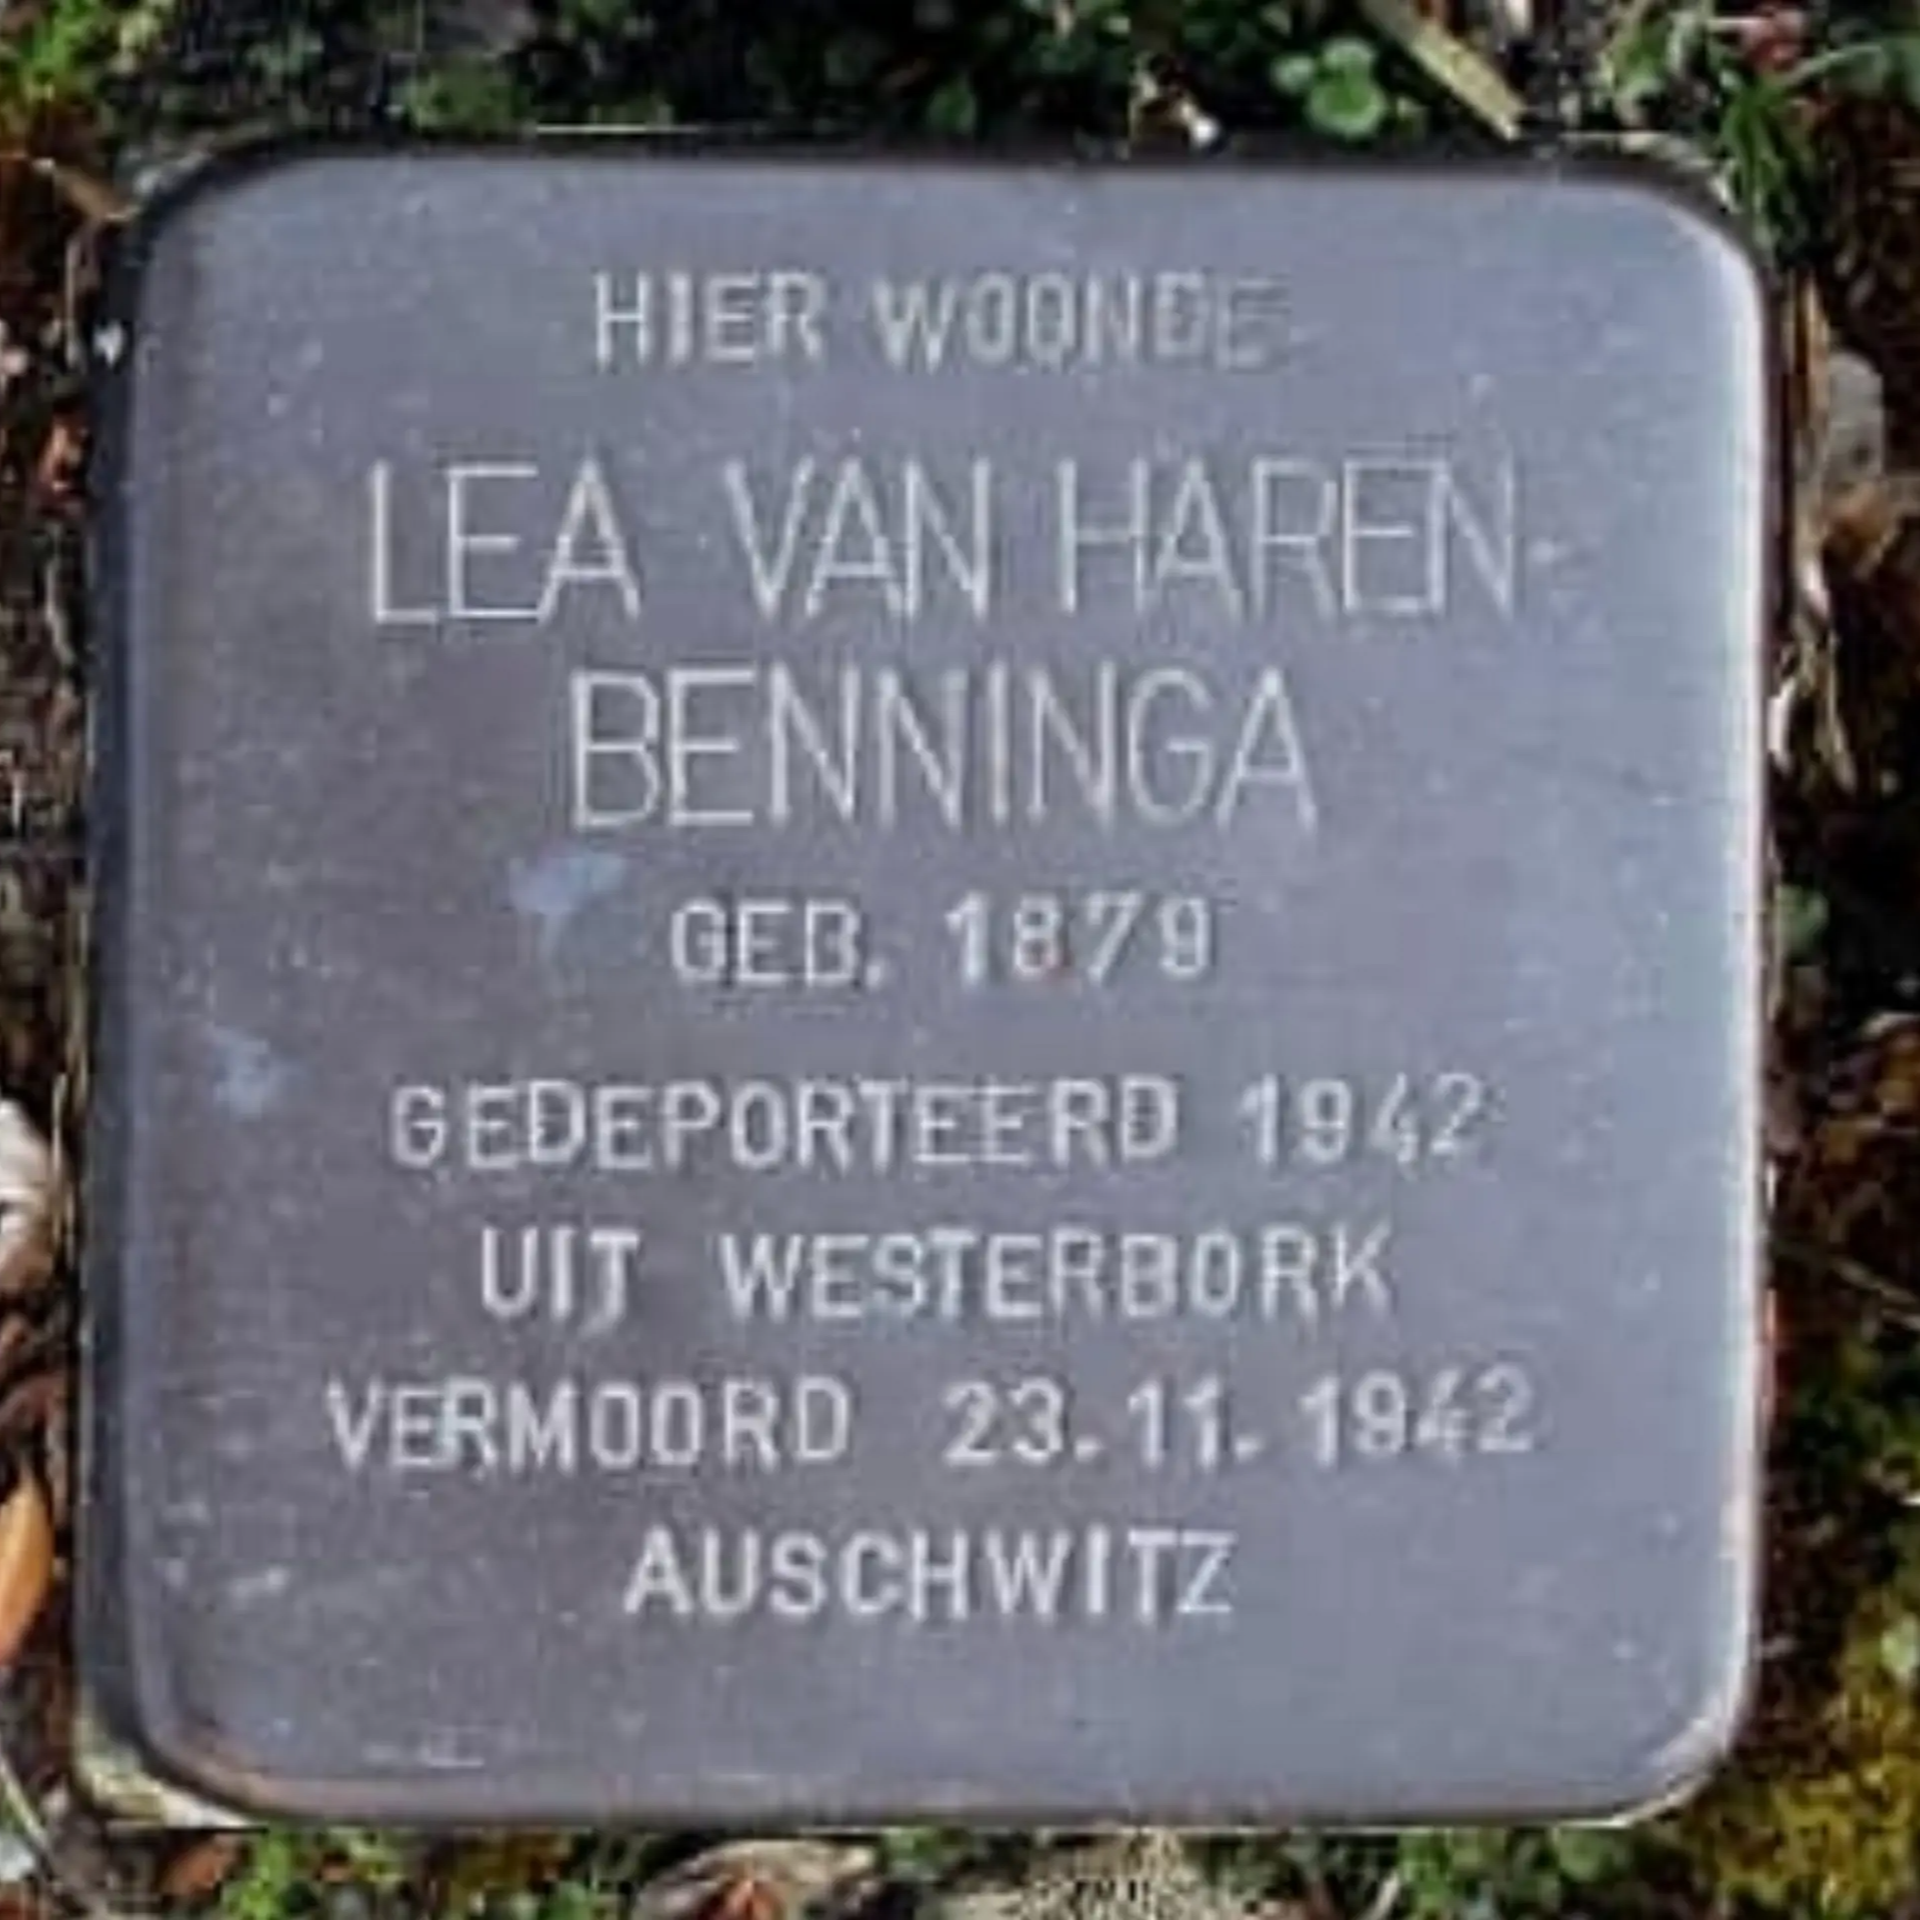 HIER WOONDE
LEA VAN HAREN
BENNINGA
GEB. 1879
GEDEPORTEERD 1942
UIT WESTERBORK
VERMOORD 23.11.1942
AUSCHWITZ